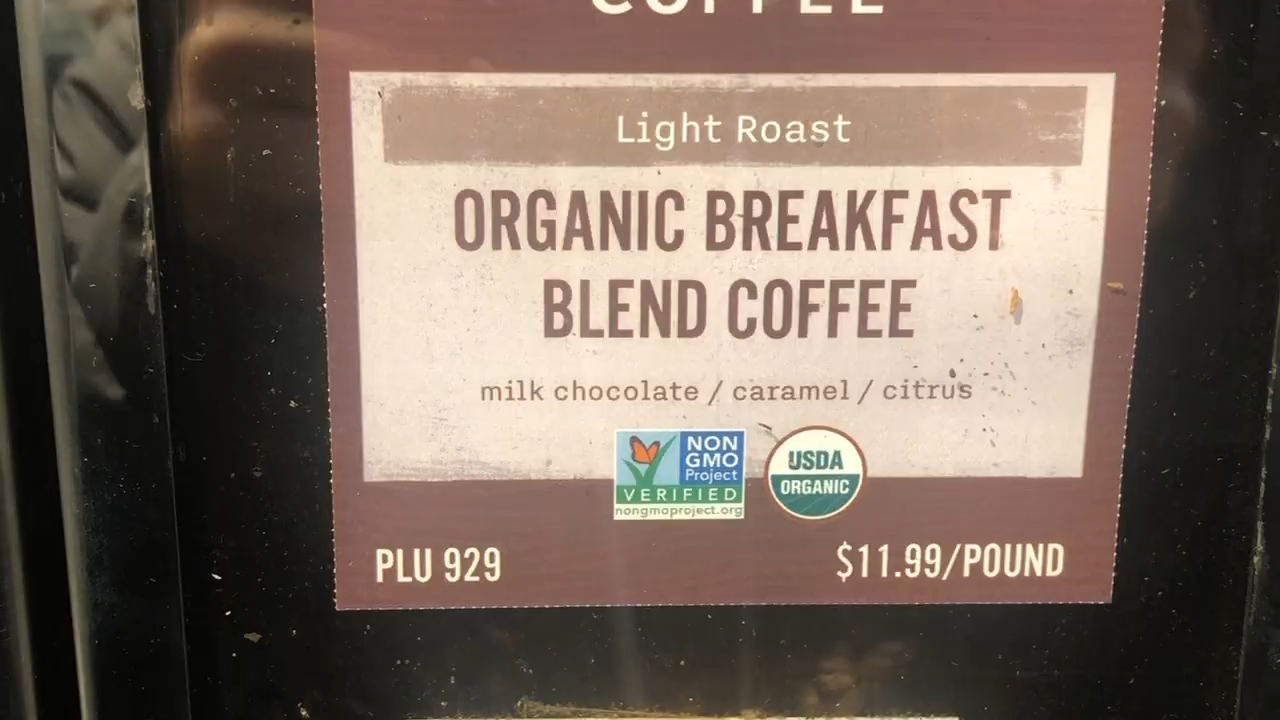 COFFEE
Light Roast
ORGANIC BREAKFAST
BLEND COFFEE
milk chocolate / caramel / citrus
NON
GMO
Project
VERIFIED
nongmoproject.org
USDA
ORGANIC
PLU 929
$11.99/POUND